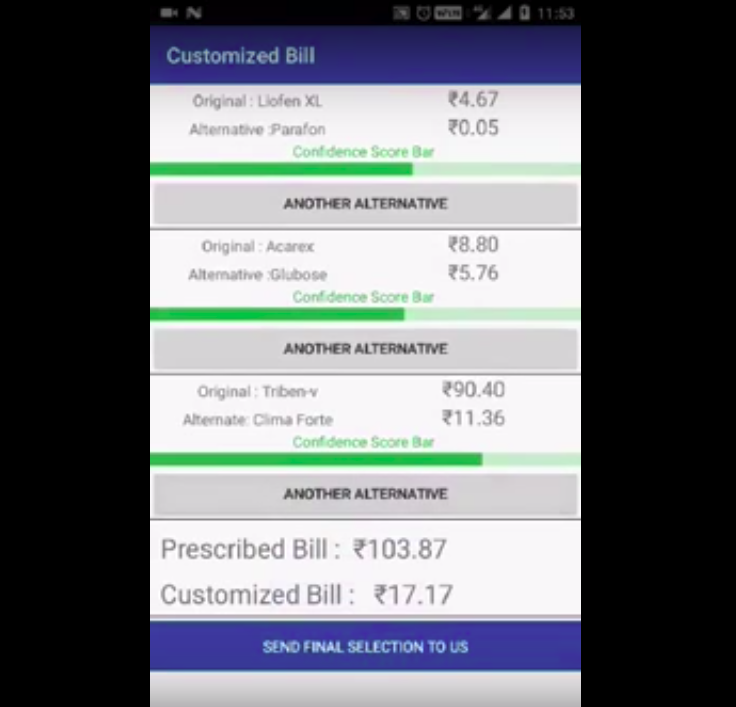 11:53
Customized Bill
Original : Liofen XL ₹4.67
Alternative :Parafon ₹0.05
Confidence Score Bar
ANOTHER ALTERNATIVE
Original : Acarex ₹8.80
Alternative :Glubose ₹5.76
Confidence Score Bar
ANOTHER ALTERNATIVE
Original : Triben-v ₹90.40
Alternate: Clima Forte ₹11.36
Confidence Score Bar
ANOTHER ALTERNATIVE
Prescribed Bill : ₹103.87
Customized Bill : ₹17.17
SEND FINAL SELECTION TO US